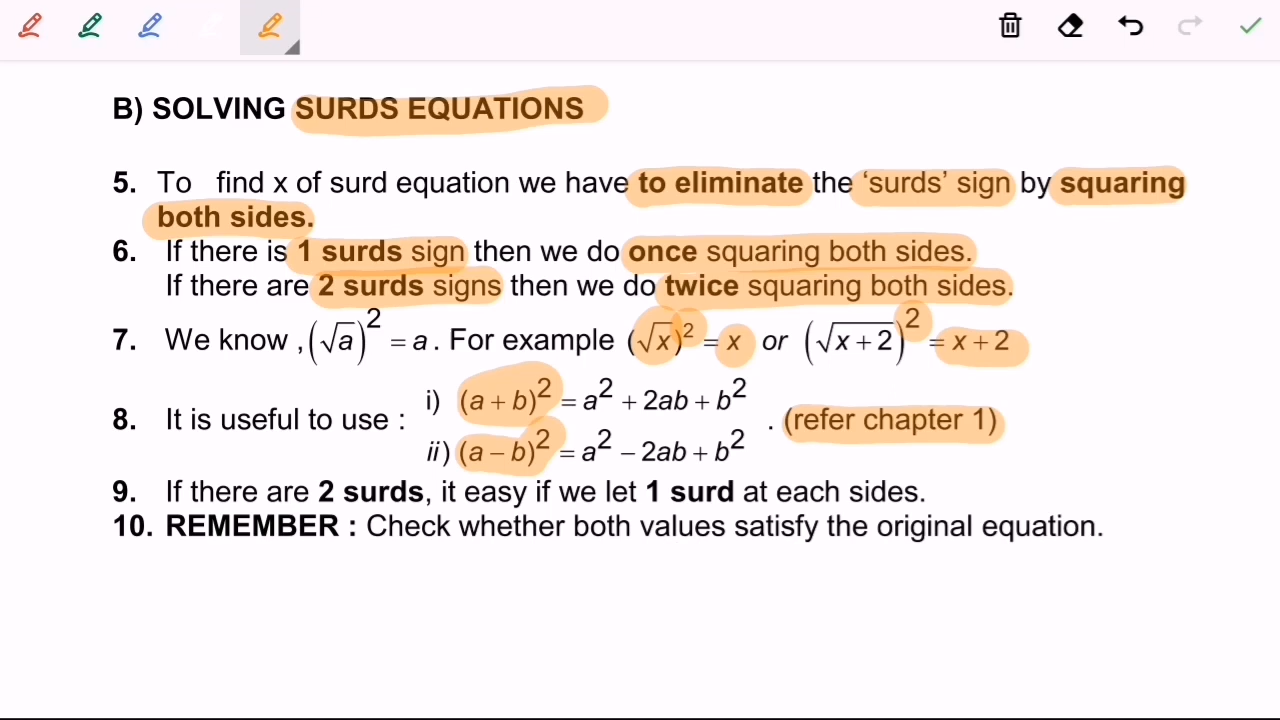 B) SOLVING SURDS EQUATIONS
5. To find x of surd equation we have to eliminate the ‘surds’ sign by squaring
both sides.
6. If there is 1 surds sign then we do once squaring both sides.
If there are 2 surds signs then we do twice squaring both sides.
7. We know , (√a)² = a . For example (√x)² = x or (√(x + 2))² = x + 2
8. It is useful to use : i) (a + b)² = a² + 2ab + b²
ii) (a − b)² = a² − 2ab + b² . (refer chapter 1)
9. If there are 2 surds, it easy if we let 1 surd at each sides.
10. REMEMBER : Check whether both values satisfy the original equation.